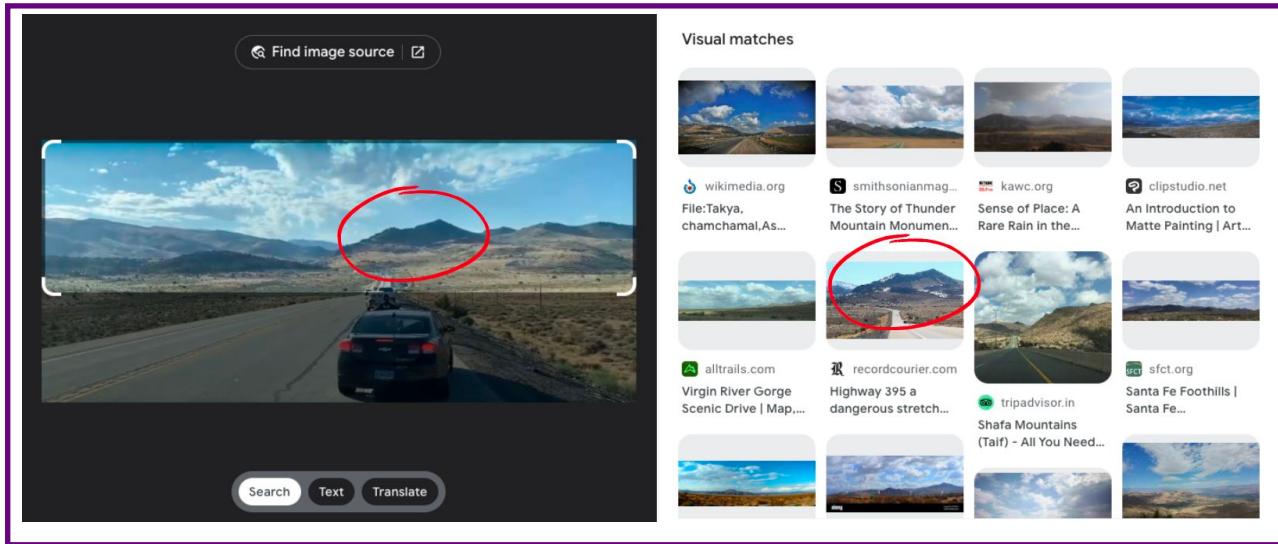 Find image source
Search
Text
Translate
Visual matches
wikimedia.org
File:Takya,
chamchamal,As...
smithsonianmag...
The Story of Thunder
Mountain Monumen...
kawc.org
Sense of Place: A
Rare Rain in the...
clipstudio.net
An Introduction to
Matte Painting | Art...
alltrails.com
Virgin River Gorge
Scenic Drive | Map,...
recordcourier.com
Highway 395 a
dangerous stretch...
tripadvisor.in
Shafa Mountains
(Taif) - All You Need...
sfct.org
Santa Fe Foothills |
Santa Fe...